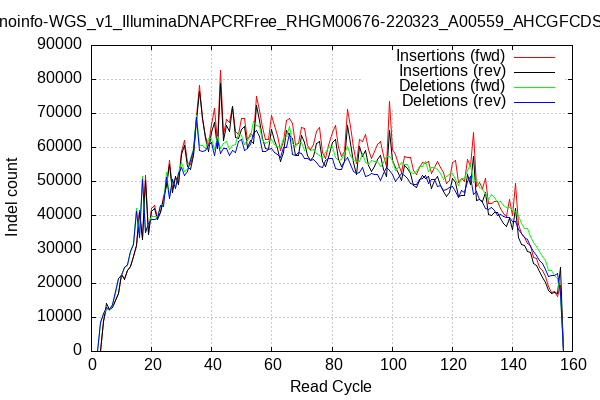 noinfo-WGS_v1_IlluminaDNAPCRFree_RHGM00676-220323_A00559_AHCGFCDS
Insertions (fwd)
Insertions (rev)
Deletions (fwd)
Deletions (rev)
Indel count
90000
80000
70000
60000
50000
40000
30000
20000
10000
0
0 20 40 60 80 100 120 140 160
Read Cycle